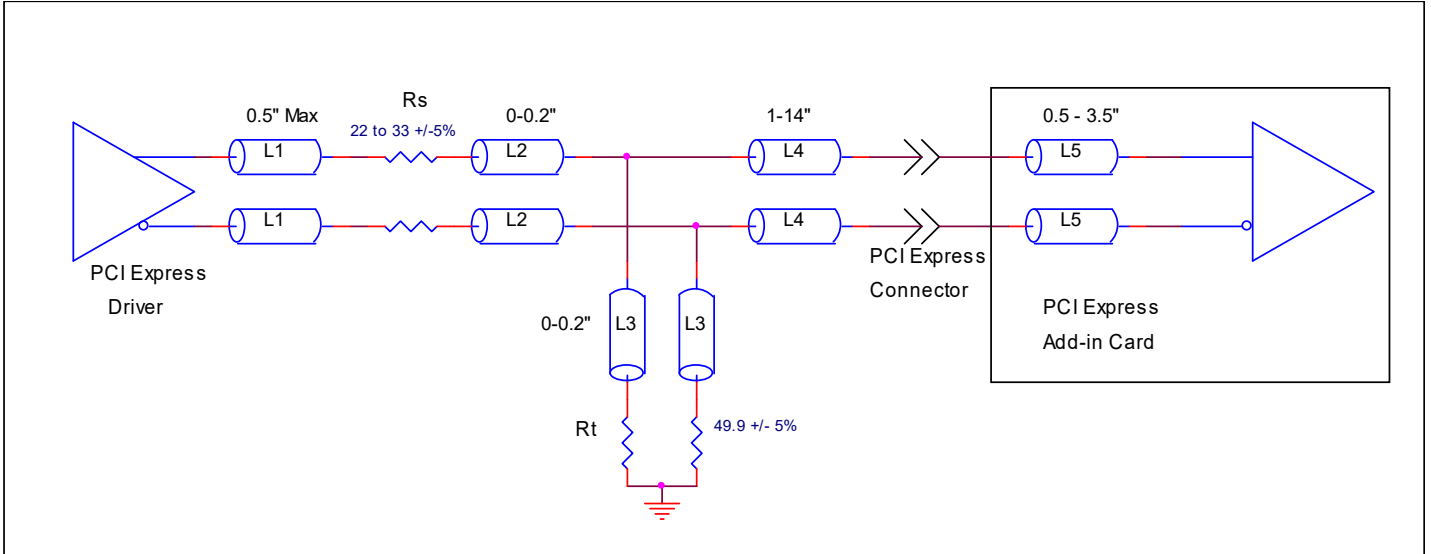 0.5" Max
Rs
22 to 33 +/-5%
0-0.2"
1-14"
0.5 - 3.5"
L1
L2
L4
L5
L1
L2
L4
L5
PCI Express
Driver
PCI Express
Connector
PCI Express
Add-in Card
0-0.2"
L3
L3
Rt
49.9 +/- 5%